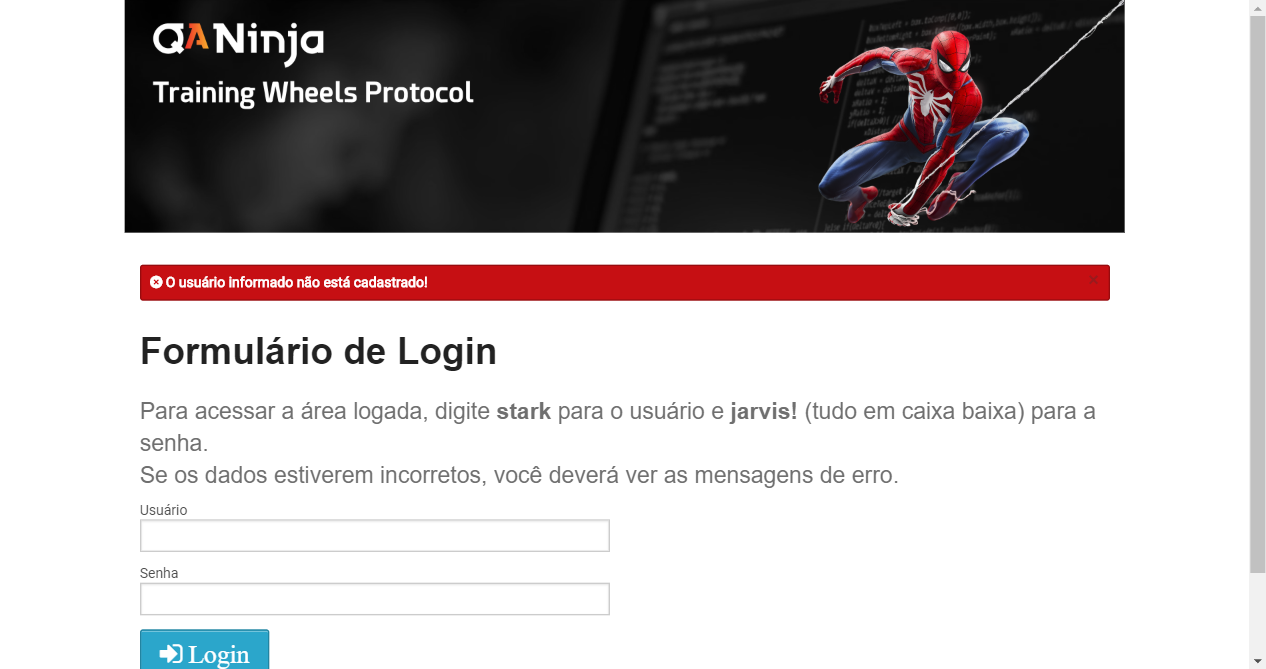 QANinja
Training Wheels Protocol
O usuário informado não está cadastrado!
×
Formulário de Login
Para acessar a área logada, digite stark para o usuário e jarvis! (tudo em caixa baixa) para a
senha.
Se os dados estiverem incorretos, você deverá ver as mensagens de erro.
Usuário
Senha
Login